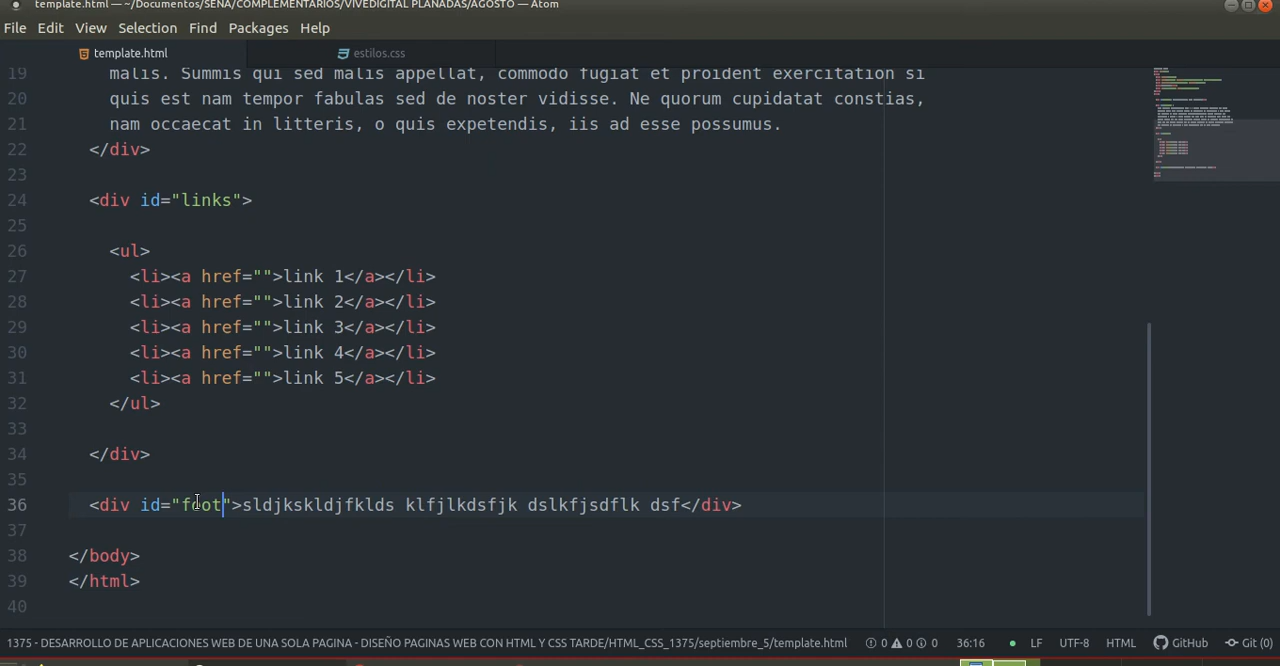 template.html — ~/Documentos/SENA/COMPLEMENTARIOS/VIVEDIGITAL PLANADAS/AGOSTO — Atom
File Edit View Selection Find Packages Help
template.html estilos.css
19 malis. Summis qui sed malis appellat, commodo fugiat et proident exercitation si
20 quis est nam tempor fabulas sed de noster vidisse. Ne quorum cupidatat constias,
21 nam occaecat in litteris, o quis expetendis, iis ad esse possumus.
22 </div>
23
24 <div id="links">
25
26 <ul>
27 <li><a href="">link 1</a></li>
28 <li><a href="">link 2</a></li>
29 <li><a href="">link 3</a></li>
30 <li><a href="">link 4</a></li>
31 <li><a href="">link 5</a></li>
32 </ul>
33
34 </div>
35
36 <div id="foot">sldjkskldjfklds klfjlkdsfjk dslkfjsdflk dsf</div>
37
38 </body>
39 </html>
40
1375 - DESARROLLO DE APLICACIONES WEB DE UNA SOLA PAGINA - DISEÑO PAGINAS WEB CON HTML Y CSS TARDE/HTML_CSS_1375/septiembre_5/template.html 0 0 0 36:16 LF UTF-8 HTML GitHub Git (0)